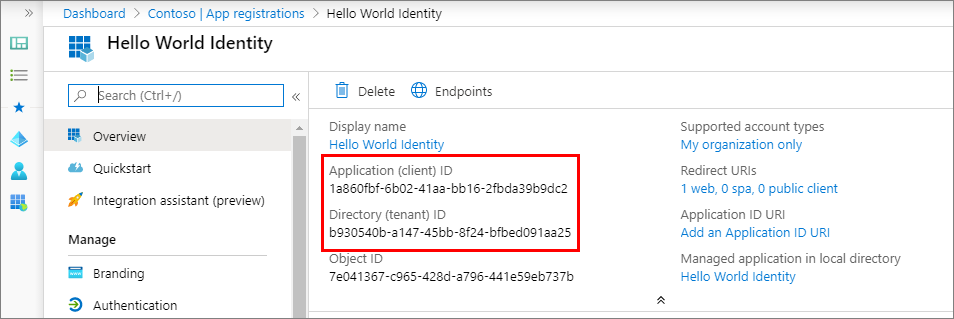 Dashboard > Contoso | App registrations > Hello World Identity
Hello World Identity
Search (Ctrl+/)
Overview
Quickstart
Integration assistant (preview)
Manage
Branding
Authentication
Delete
Endpoints
Display name
Hello World Identity
Application (client) ID
1a860fbf-6b02-41aa-bb16-2fbda39b9dc2
Directory (tenant) ID
b930540b-a147-45bb-8f24-bfbed091aa25
Object ID
7e041367-c965-428d-a796-441e59eb737b
Supported account types
My organization only
Redirect URIs
1 web, 0 spa, 0 public client
Application ID URI
Add an Application ID URI
Managed application in local directory
Hello World Identity